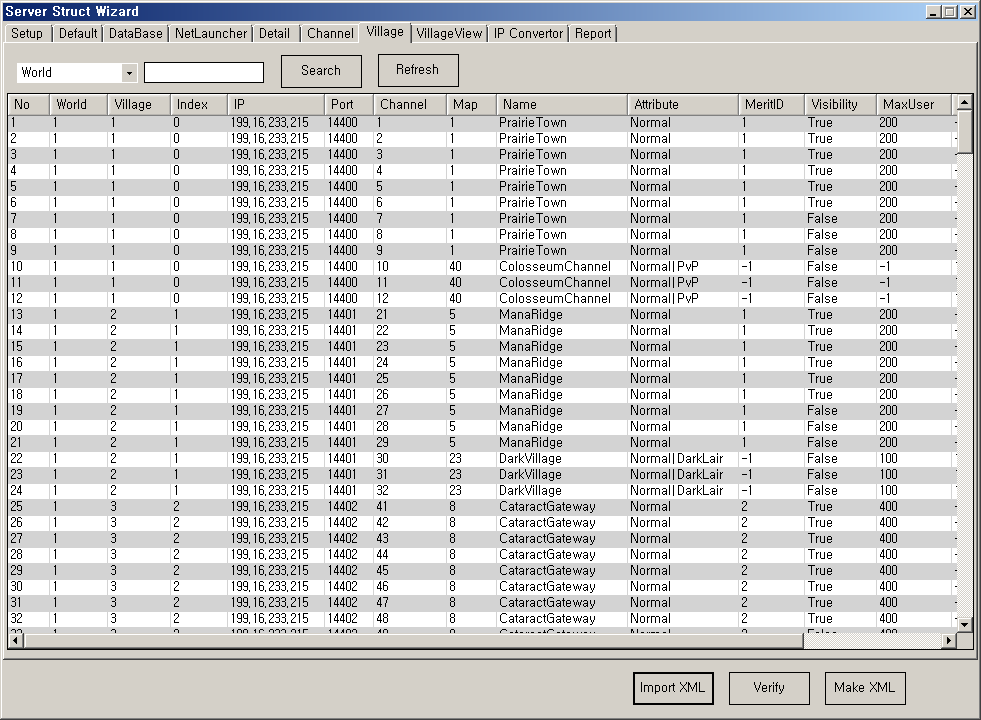 Server Struct Wizard
Setup Default DataBase NetLauncher Detail Channel Village VillageView IP Convertor Report
World Search Refresh
No World Village Index IP Port Channel Map Name Attribute MeritID Visibility MaxUser
1 1 1 0 199,16,233,215 14400 1 1 PrairieTown Normal 1 True 200
2 1 1 0 199,16,233,215 14400 2 1 PrairieTown Normal 1 True 200
3 1 1 0 199,16,233,215 14400 3 1 PrairieTown Normal 1 True 200
4 1 1 0 199,16,233,215 14400 4 1 PrairieTown Normal 1 True 200
5 1 1 0 199,16,233,215 14400 5 1 PrairieTown Normal 1 True 200
6 1 1 0 199,16,233,215 14400 6 1 PrairieTown Normal 1 True 200
7 1 1 0 199,16,233,215 14400 7 1 PrairieTown Normal 1 False 200
8 1 1 0 199,16,233,215 14400 8 1 PrairieTown Normal 1 False 200
9 1 1 0 199,16,233,215 14400 9 1 PrairieTown Normal 1 False 200
10 1 1 0 199,16,233,215 14400 10 40 ColosseumChannel Normal|PvP -1 False -1
11 1 1 0 199,16,233,215 14400 11 40 ColosseumChannel Normal|PvP -1 False -1
12 1 1 0 199,16,233,215 14400 12 40 ColosseumChannel Normal|PvP -1 False -1
13 1 2 1 199,16,233,215 14401 21 5 ManaRidge Normal 1 True 200
14 1 2 1 199,16,233,215 14401 22 5 ManaRidge Normal 1 True 200
15 1 2 1 199,16,233,215 14401 23 5 ManaRidge Normal 1 True 200
16 1 2 1 199,16,233,215 14401 24 5 ManaRidge Normal 1 True 200
17 1 2 1 199,16,233,215 14401 25 5 ManaRidge Normal 1 True 200
18 1 2 1 199,16,233,215 14401 26 5 ManaRidge Normal 1 True 200
19 1 2 1 199,16,233,215 14401 27 5 ManaRidge Normal 1 False 200
20 1 2 1 199,16,233,215 14401 28 5 ManaRidge Normal 1 False 200
21 1 2 1 199,16,233,215 14401 29 5 ManaRidge Normal 1 False 200
22 1 2 1 199,16,233,215 14401 30 23 DarkVillage Normal|DarkLair -1 False 100
23 1 2 1 199,16,233,215 14401 31 23 DarkVillage Normal|DarkLair -1 False 100
24 1 2 1 199,16,233,215 14401 32 23 DarkVillage Normal|DarkLair -1 False 100
25 1 3 2 199,16,233,215 14402 41 8 CataractGateway Normal 2 True 400
26 1 3 2 199,16,233,215 14402 42 8 CataractGateway Normal 2 True 400
27 1 3 2 199,16,233,215 14402 43 8 CataractGateway Normal 2 True 400
28 1 3 2 199,16,233,215 14402 44 8 CataractGateway Normal 2 True 400
29 1 3 2 199,16,233,215 14402 45 8 CataractGateway Normal 2 True 400
30 1 3 2 199,16,233,215 14402 46 8 CataractGateway Normal 2 True 400
31 1 3 2 199,16,233,215 14402 47 8 CataractGateway Normal 2 True 400
32 1 3 2 199,16,233,215 14402 48 8 CataractGateway Normal 2 True 400
Import XML Verify Make XML